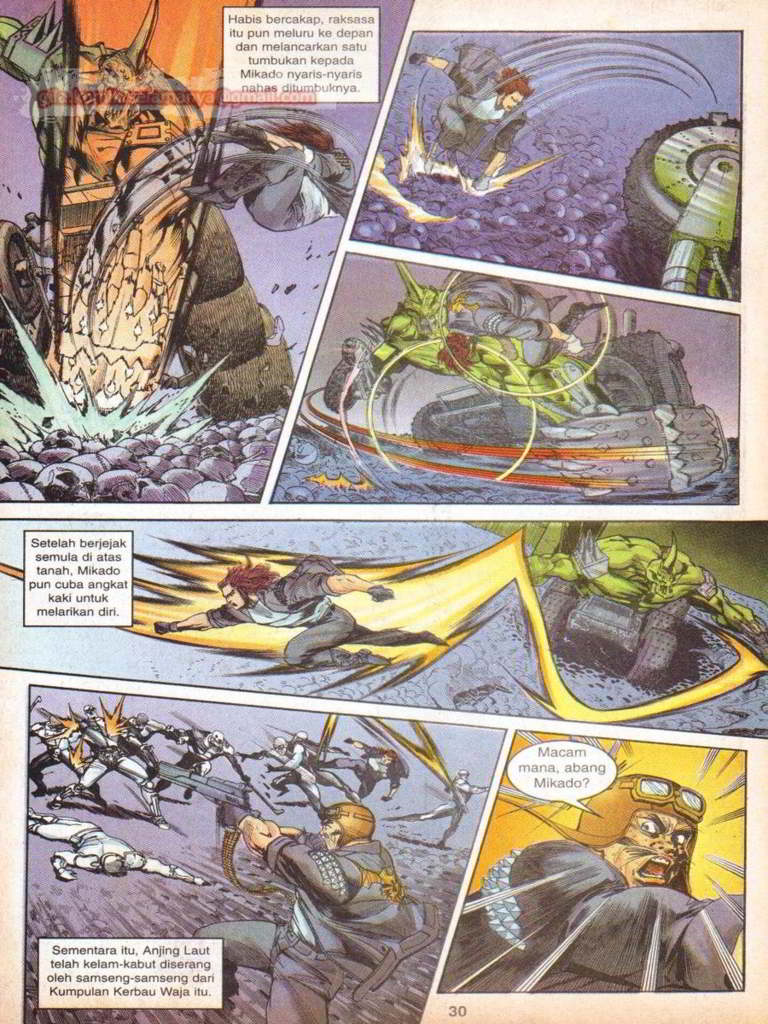 Habis bercakap, raksasa
itu pun meluru ke depan
dan melancarkan satu
tumbukan kepada
Mikado nyaris-nyaris
nahas ditumbuknya.
Setelah berjejak
semula di atas
tanah, Mikado
pun cuba angkat
kaki untuk
melarikan diri.
Sementara itu, Anjing Laut
telah kelam-kabut diserang
oleh samseng-samseng dari
Kumpulan Kerbau Waja itu.
Macam
mana, abang
Mikado?
30